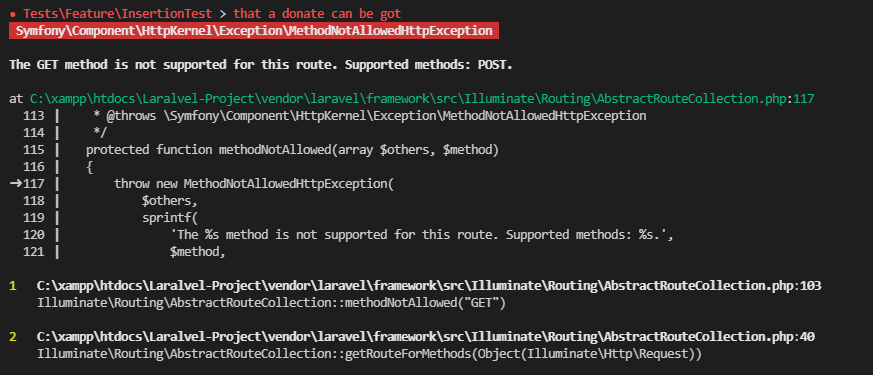 • Tests\Feature\InsertionTest > that a donate can be got
Symfony\Component\HttpKernel\Exception\MethodNotAllowedHttpException
The GET method is not supported for this route. Supported methods: POST.
at C:\xampp\htdocs\Laralvel-Project\vendor\laravel\framework\src\Illuminate\Routing\AbstractRouteCollection.php:117
113 | * @throws \Symfony\Component\HttpKernel\Exception\MethodNotAllowedHttpException
114 | */
115 | protected function methodNotAllowed(array $others, $method)
116 | {
➜117 | throw new MethodNotAllowedHttpException(
118 | $others,
119 | sprintf(
120 | 'The %s method is not supported for this route. Supported methods: %s.',
121 | $method,
1 C:\xampp\htdocs\Laralvel-Project\vendor\laravel\framework\src\Illuminate\Routing\AbstractRouteCollection.php:103
Illuminate\Routing\AbstractRouteCollection::methodNotAllowed("GET")
2 C:\xampp\htdocs\Laralvel-Project\vendor\laravel\framework\src\Illuminate\Routing\AbstractRouteCollection.php:40
Illuminate\Routing\AbstractRouteCollection::getRouteForMethods(Object(Illuminate\Http\Request))